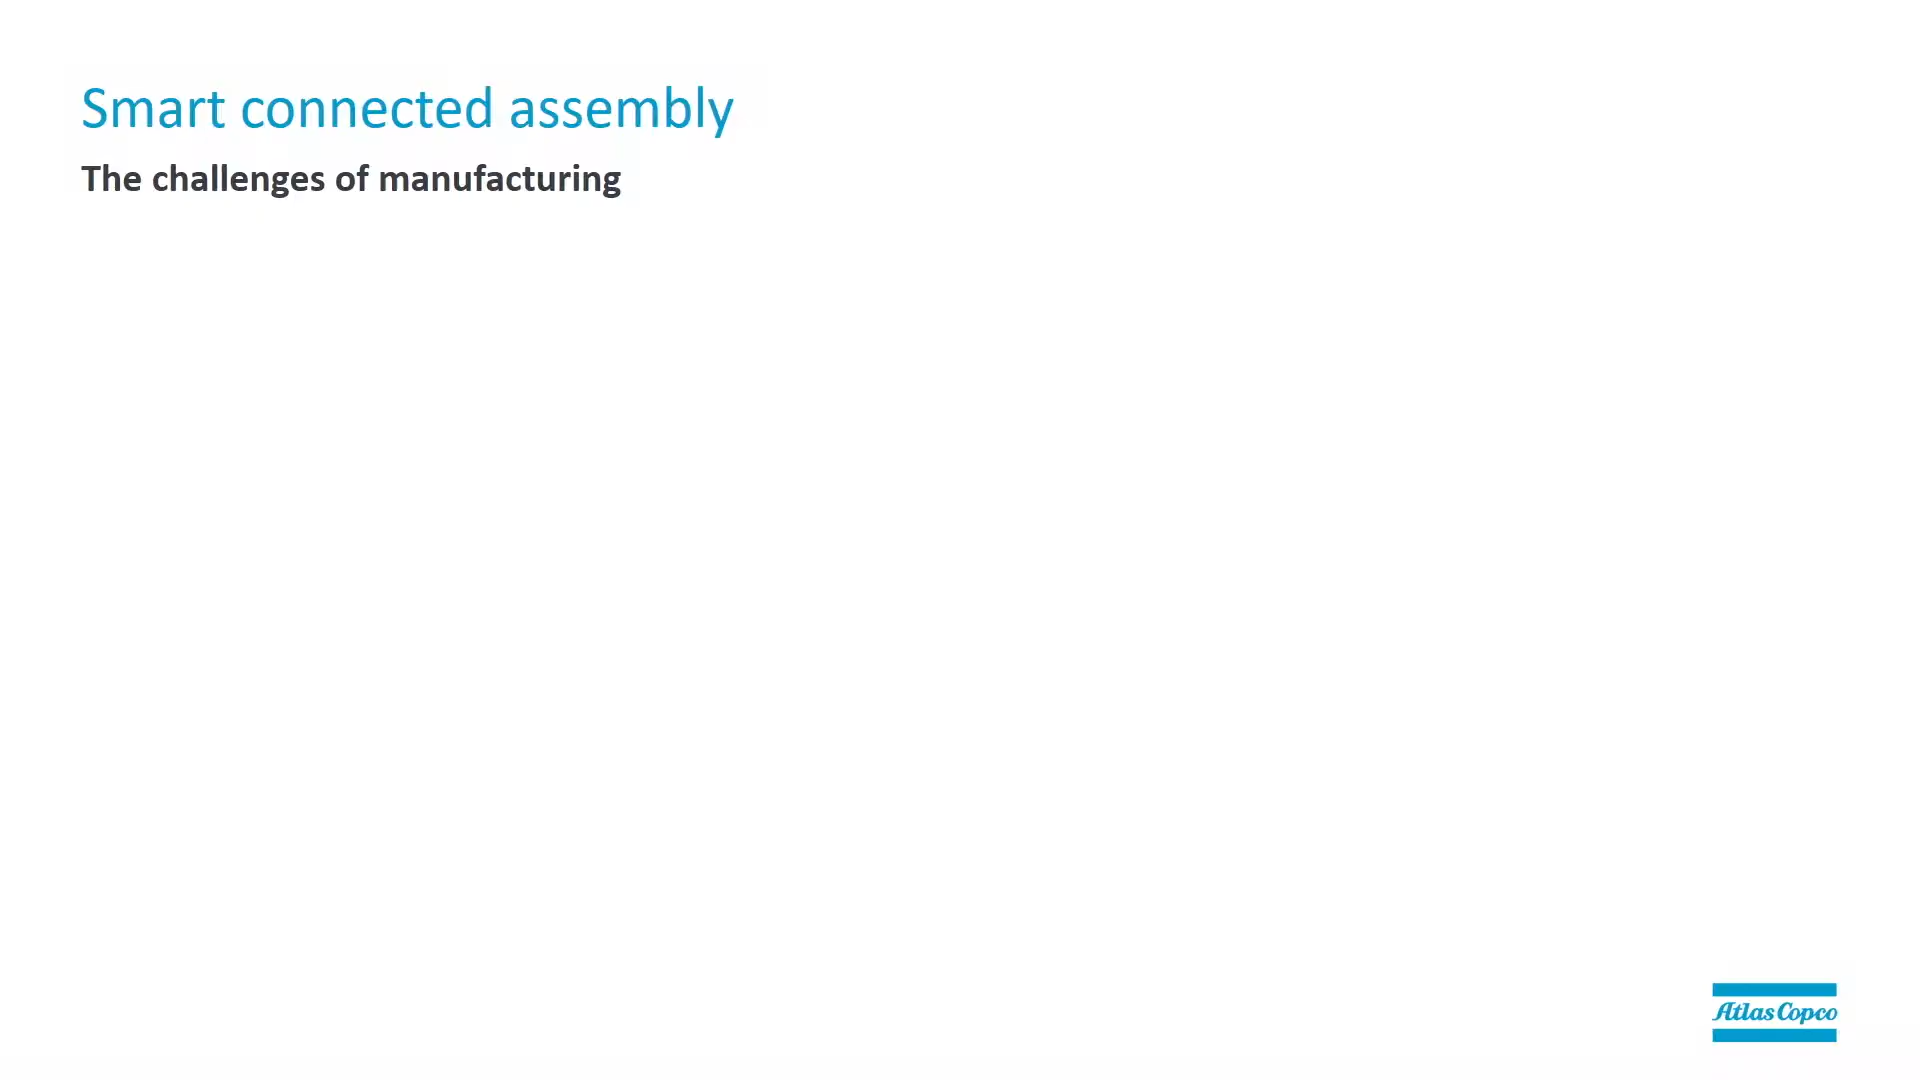 Smart connected assembly
The challenges of manufacturing
Atlas Copco